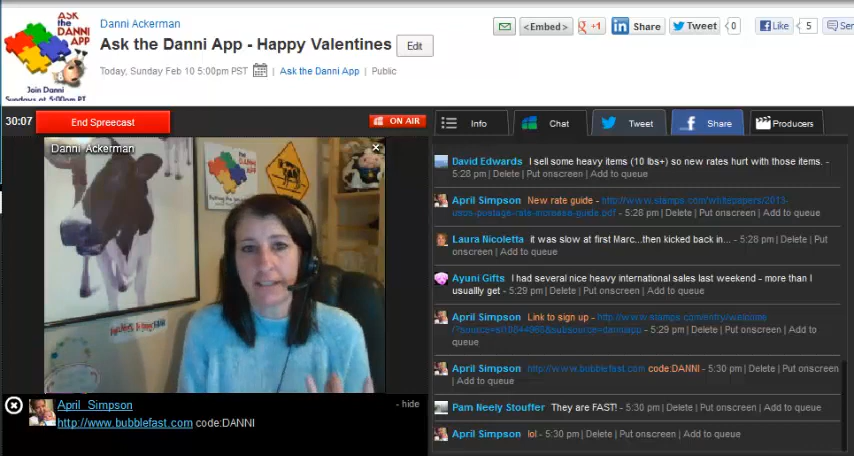 ASK
the
DANNI
APP
Join Danni
Sundays at 5:00pm PT
Danni Ackerman
Ask the Danni App - Happy Valentines
Edit
<Embed>
g +1
in Share
Tweet
0
Like
5
Today, Sunday Feb 10 5:00pm PST | Ask the Danni App | Public
30:07
End Spreecast
ON AIR
Info
Chat
Tweet
Share
Producers
Danni Ackerman
David Edwards I sell some heavy items (10 lbs+) so new rates hurt with those items. -
5:28 pm | Delete | Put onscreen | Add to queue
April Simpson New rate guide - http://www.stamps.com/whitepapers/2013-
usps-postage-rate-increase-guide.pdf - 5:28 pm | Delete | Put onscreen | Add to queue
Laura Nicoletta it was slow at first Marc...then kicked back in... - 5:28 pm | Delete | Put
onscreen | Add to queue
Ayuni Gifts I had several nice heavy international sales last weekend - more than I
usuallly get - 5:29 pm | Delete | Put onscreen | Add to queue
April Simpson Link to sign up - http://www.stamps.com/entry/welcome
- 5:29 pm | Delete | Put onscreen | Add to
queue
April Simpson http://www.bubblefast.com code:DANNI - 5:30 pm | Delete | Put onscreen
| Add to queue
Pam Neely Stouffer They are FAST! - 5:30 pm | Delete | Put onscreen | Add to queue
April Simpson lol - 5:30 pm | Delete | Put onscreen | Add to queue
April_Simpson
- hide
http://www.bubblefast.com code:DANNI